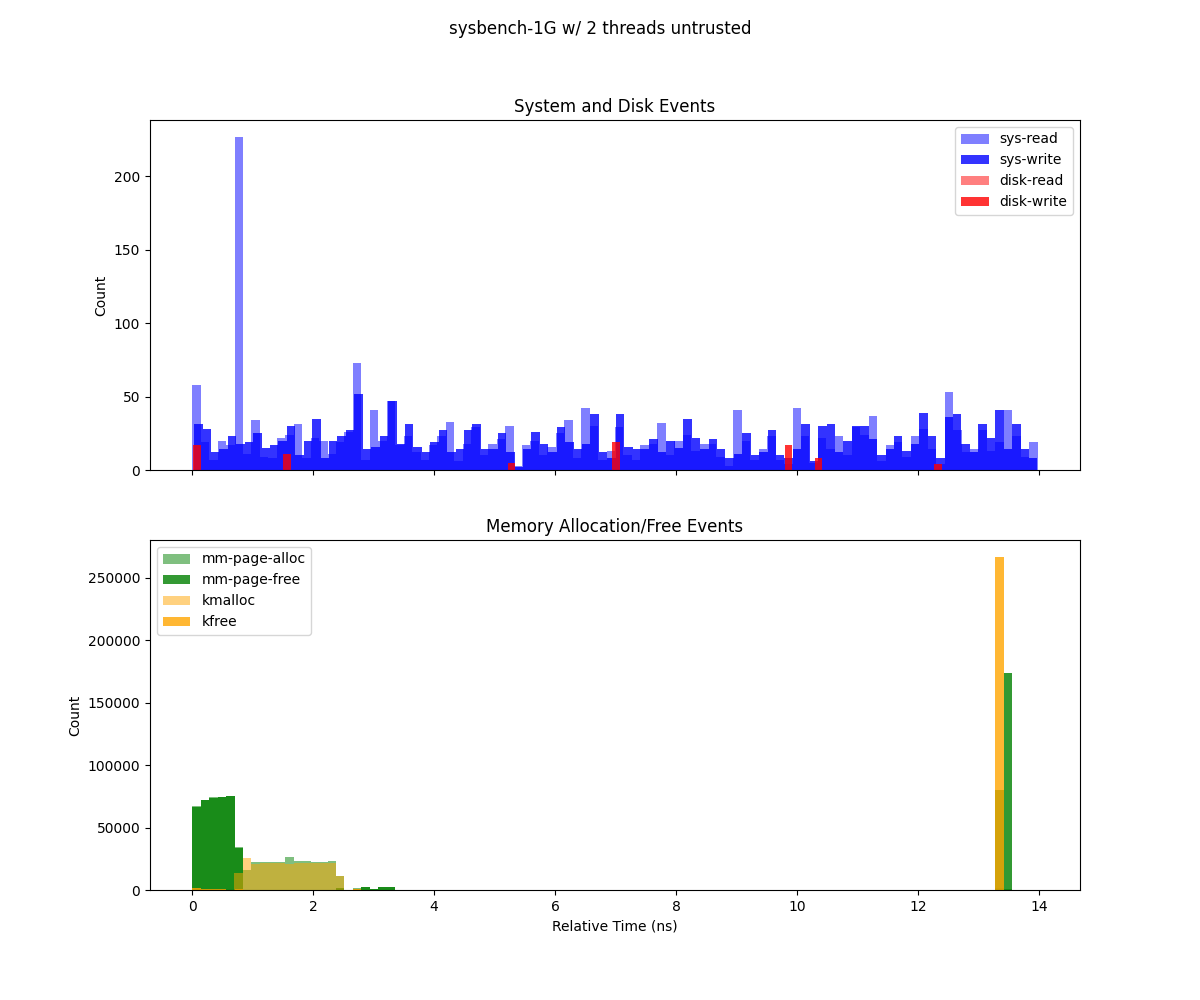 sysbench-1G w/ 2 threads untrusted
System and Disk Events
200
150
100
50
0
Count
sys-read
sys-write
disk-read
disk-write
Memory Allocation/Free Events
250000
200000
150000
100000
50000
0
Count
mm-page-alloc
mm-page-free
kmalloc
kfree
0 2 4 6 8 10 12 14
Relative Time (ns)